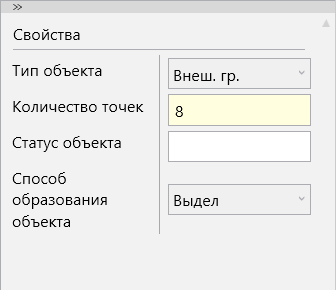 »
Свойства
Тип объекта
Внеш. гр.
Количество точек
8
Статус объекта
Способ
образования
объекта
Выдел